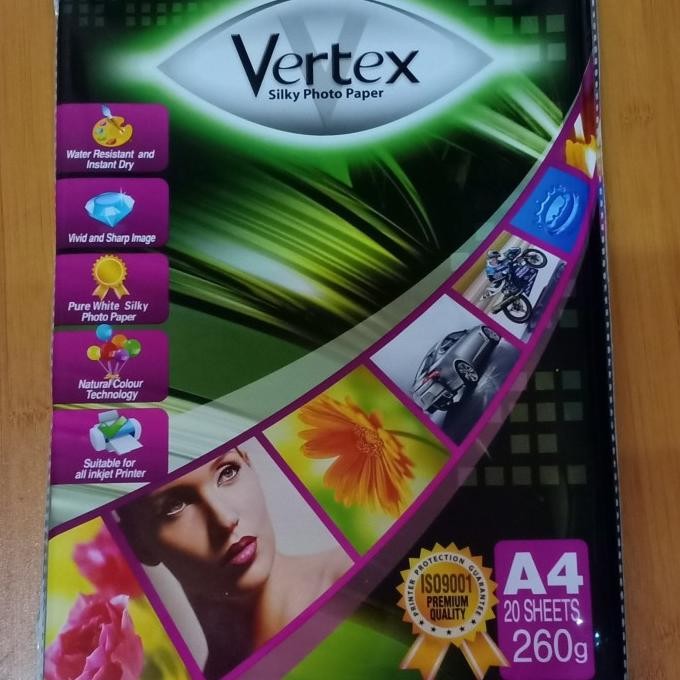 Vertex
Silky Photo Paper
Water Resistant and
Instant Dry
Vivid and Sharp Image
Pure White Silky
Photo Paper
Natural Colour
Technology
Suitable for
all inkjet Printer
PRINTER PROTECTION GUARANTEE
ISO9001
PREMIUM
QUALITY
A4
20 SHEETS
260g